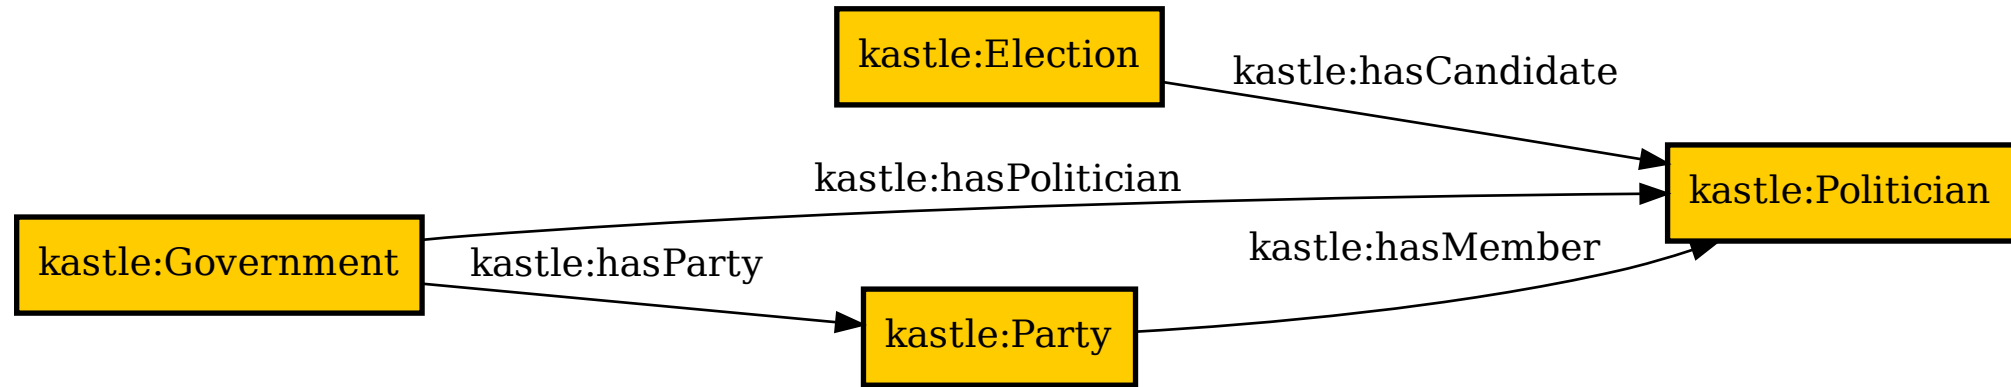 kastle:Election
kastle:hasCandidate
kastle:hasPolitician
kastle:Politician
kastle:Government
kastle:hasParty
kastle:hasMember
kastle:Party